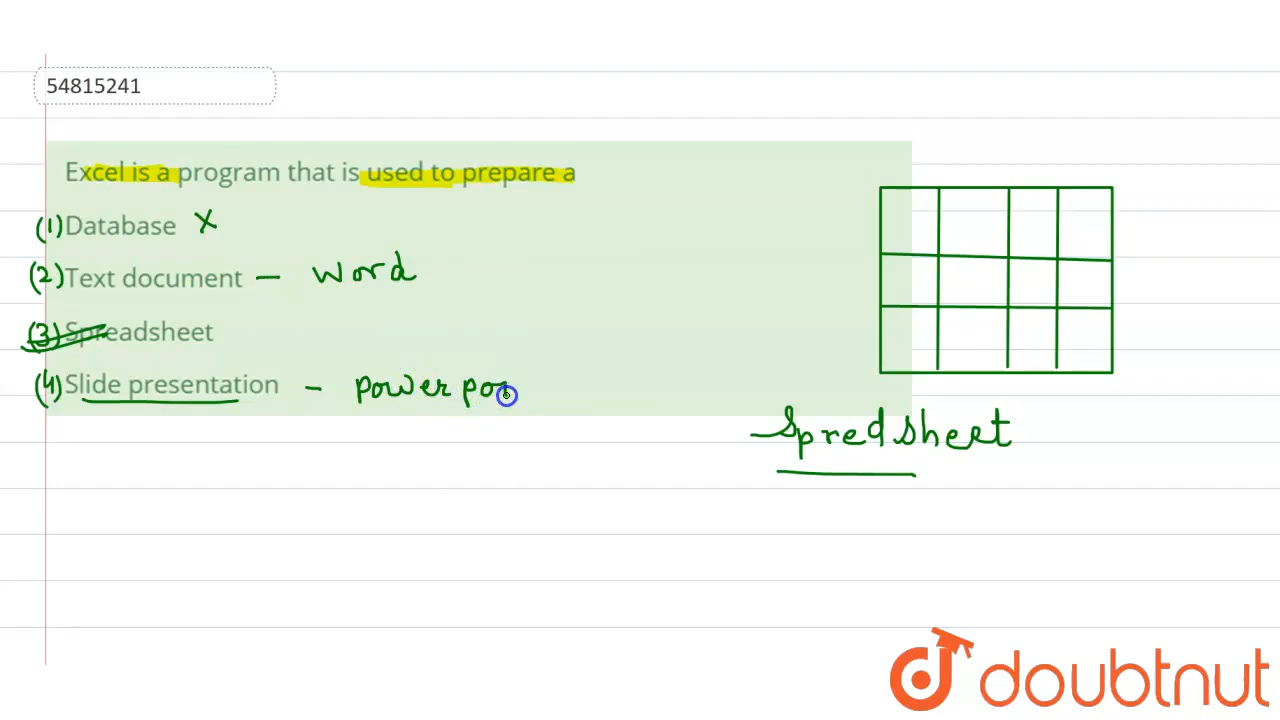 54815241
Excel is a program that is used to prepare a
(1) Database X
(2) Text document - Word
(3) Spreadsheet
(4) Slide presentation - Power poi
Spredsheet
doubtnut